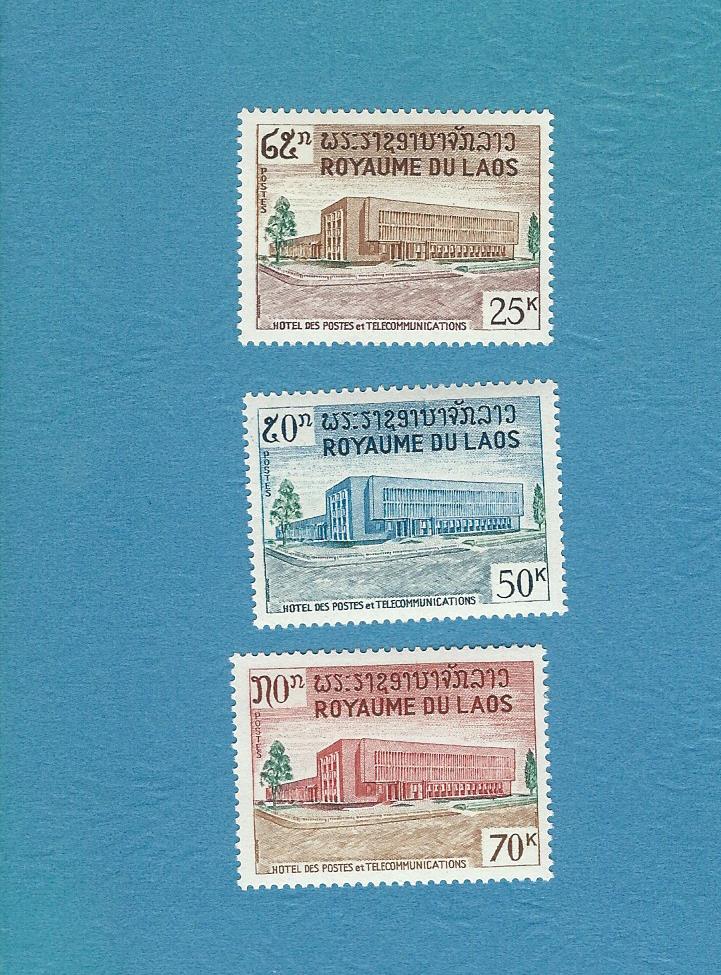 ໒໕ກ ພຣະຣາຊອານາຈັກລາວ
ROYAUME DU LAOS
POSTES
25K
HOTEL DES POSTES et TELECOMMUNICATIONS
໕໐ກ ພຣະຣາຊອານາຈັກລາວ
ROYAUME DU LAOS
POSTES
50K
HOTEL DES POSTES et TELECOMMUNICATIONS
໗໐ກ ພຣະຣາຊອານາຈັກລາວ
ROYAUME DU LAOS
POSTES
70K
HOTEL DES POSTES et TELECOMMUNICATIONS